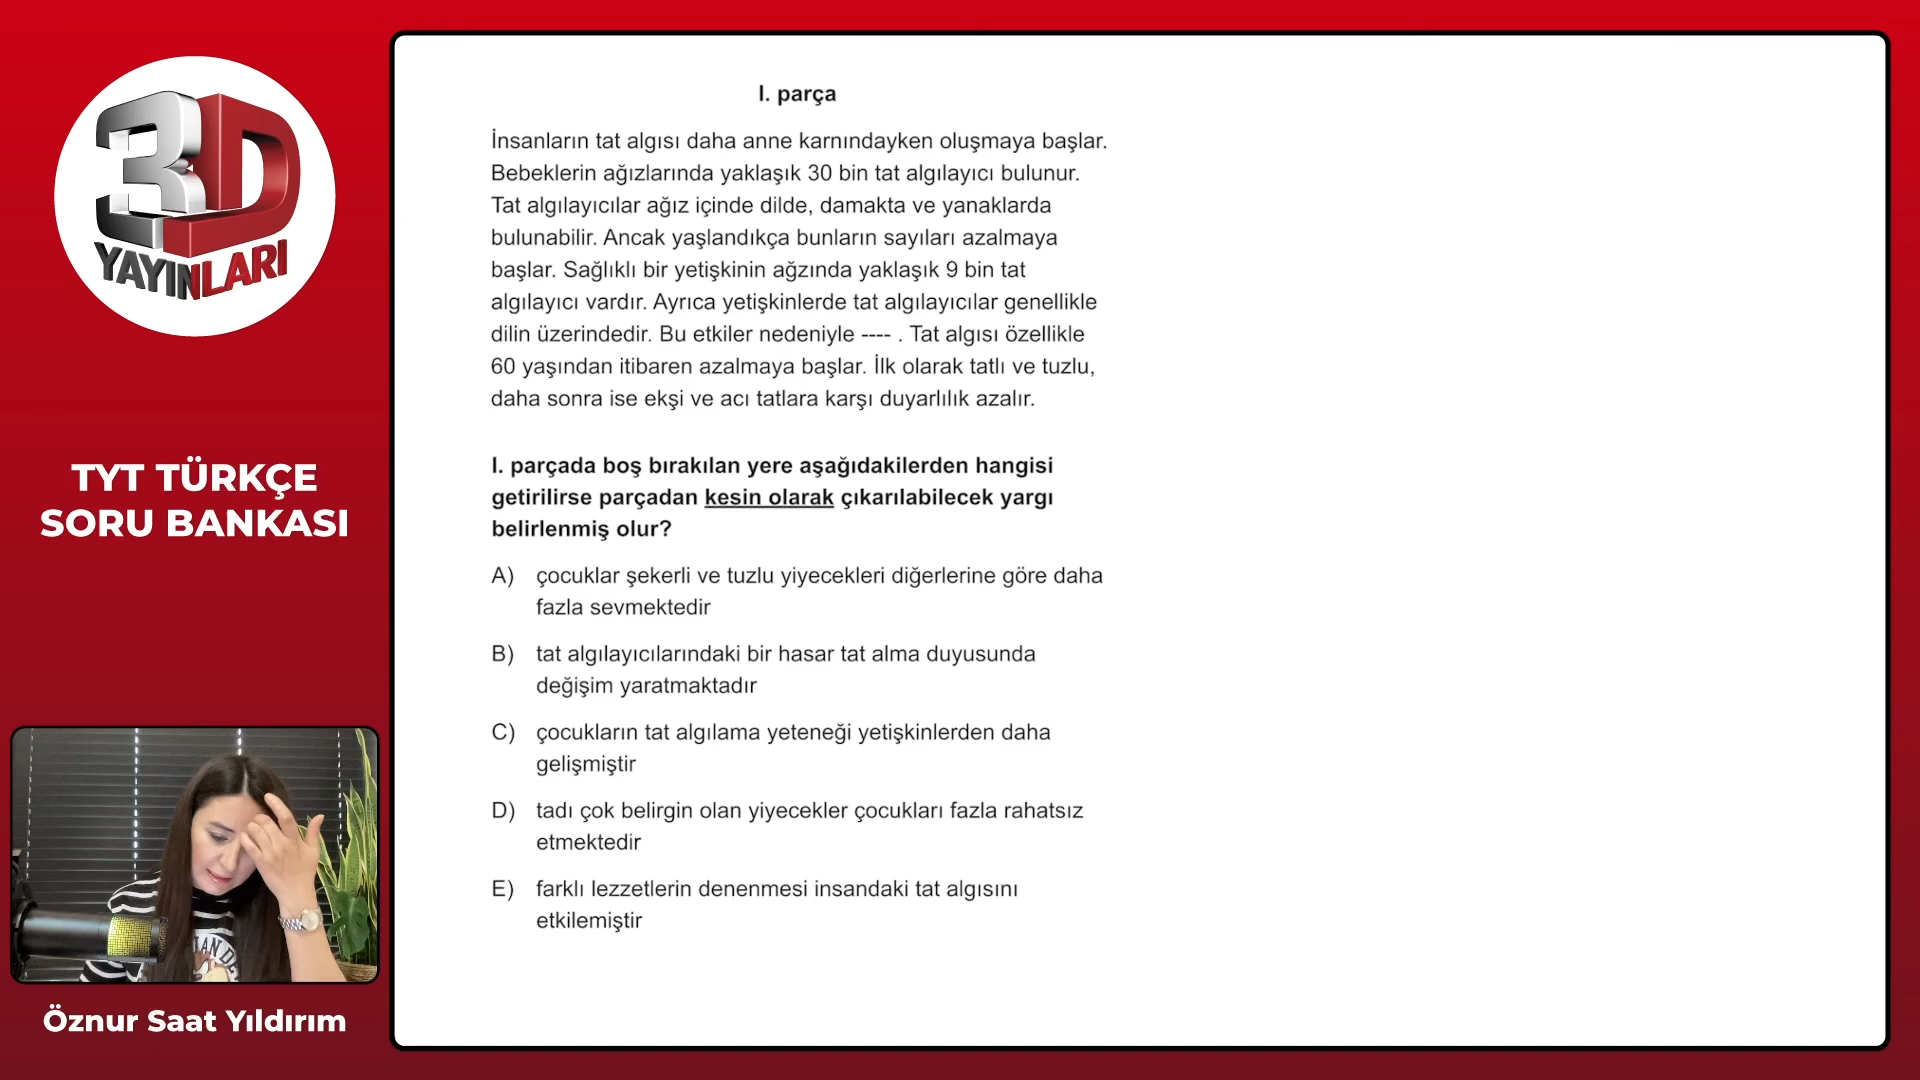 3D
YAYINLARI
TYT TÜRKÇE
SORU BANKASI
Öznur Saat Yıldırım
I. parça
İnsanların tat algısı daha anne karnındayken oluşmaya başlar.
Bebeklerin ağızlarında yaklaşık 30 bin tat algılayıcı bulunur.
Tat algılayıcılar ağız içinde dilde, damakta ve yanaklarda
bulunabilir. Ancak yaşlandıkça bunların sayıları azalmaya
başlar. Sağlıklı bir yetişkinin ağzında yaklaşık 9 bin tat
algılayıcı vardır. Ayrıca yetişkinlerde tat algılayıcılar genellikle
dilin üzerindedir. Bu etkiler nedeniyle ---- . Tat algısı özellikle
60 yaşından itibaren azalmaya başlar. İlk olarak tatlı ve tuzlu,
daha sonra ise ekşi ve acı tatlara karşı duyarlılık azalır.
I. parçada boş bırakılan yere aşağıdakilerden hangisi
getirilirse parçadan kesin olarak çıkarılabilecek yargı
belirlenmiş olur?
A) çocuklar şekerli ve tuzlu yiyecekleri diğerlerine göre daha
fazla sevmektedir
B) tat algılayıcılarındaki bir hasar tat alma duyusunda
değişim yaratmaktadır
C) çocukların tat algılama yeteneği yetişkinlerden daha
gelişmiştir
D) tadı çok belirgin olan yiyecekler çocukları fazla rahatsız
etmektedir
E) farklı lezzetlerin denenmesi insandaki tat algısını
etkilemiştir